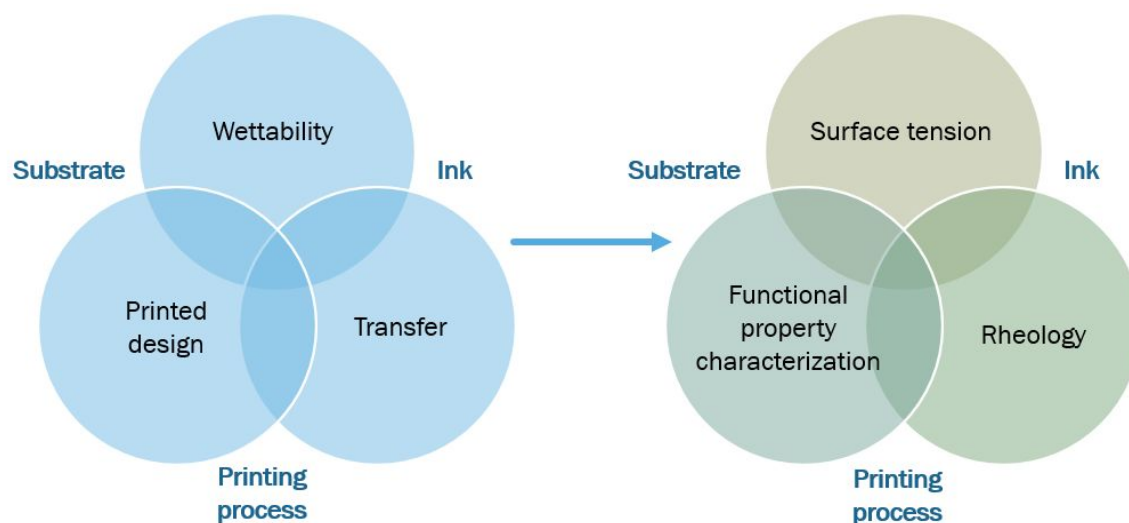 Wettability
Substrate
Ink
Printed
design
Transfer
Printing
process
Surface tension
Substrate
Ink
Functional
property
characterization
Rheology
Printing
process